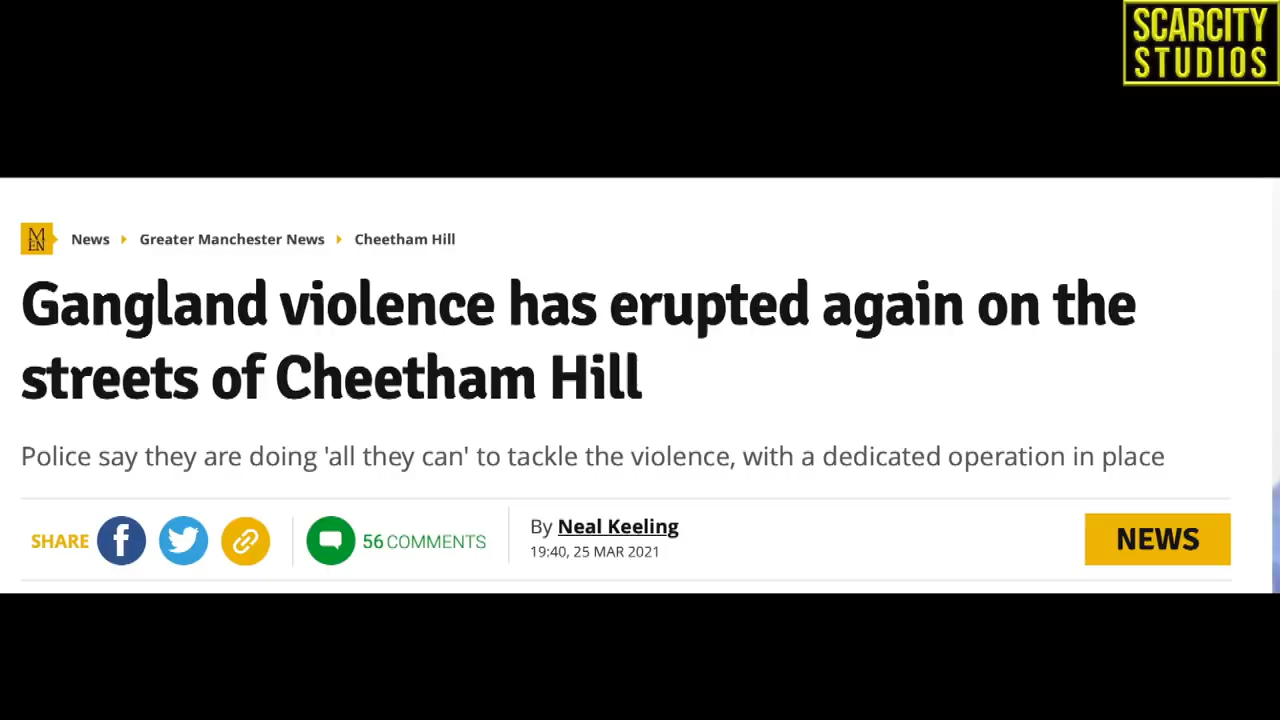 SCARCITY
STUDIOS
MEN
News Greater Manchester News Cheetham Hill
Gangland violence has erupted again on the
streets of Cheetham Hill
Police say they are doing 'all they can' to tackle the violence, with a dedicated operation in place
SHARE 56 COMMENTS
By Neal Keeling
19:40, 25 MAR 2021
NEWS